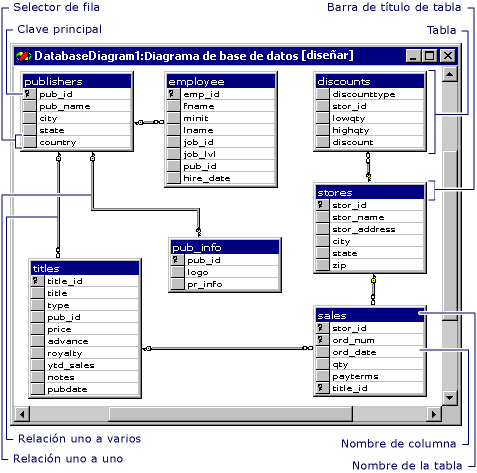 Selector de fila
Barra de título de tabla
Clave principal
Tabla
DatabaseDiagram1:Diagrama de base de datos [diseñar]
publishers
pub_id
pub_name
city
state
country
employee
emp_id
fname
minit
lname
job_id
job_lvl
pub_id
hire_date
discounts
discounttype
stor_id
lowqty
highqty
discount
stores
stor_id
stor_name
stor_address
city
state
zip
pub_info
pub_id
logo
pr_info
titles
title_id
title
type
pub_id
price
advance
royalty
ytd_sales
notes
pubdate
sales
stor_id
ord_num
ord_date
qty
payterms
title_id
Relación uno a varios
Relación uno a uno
Nombre de columna
Nombre de la tabla